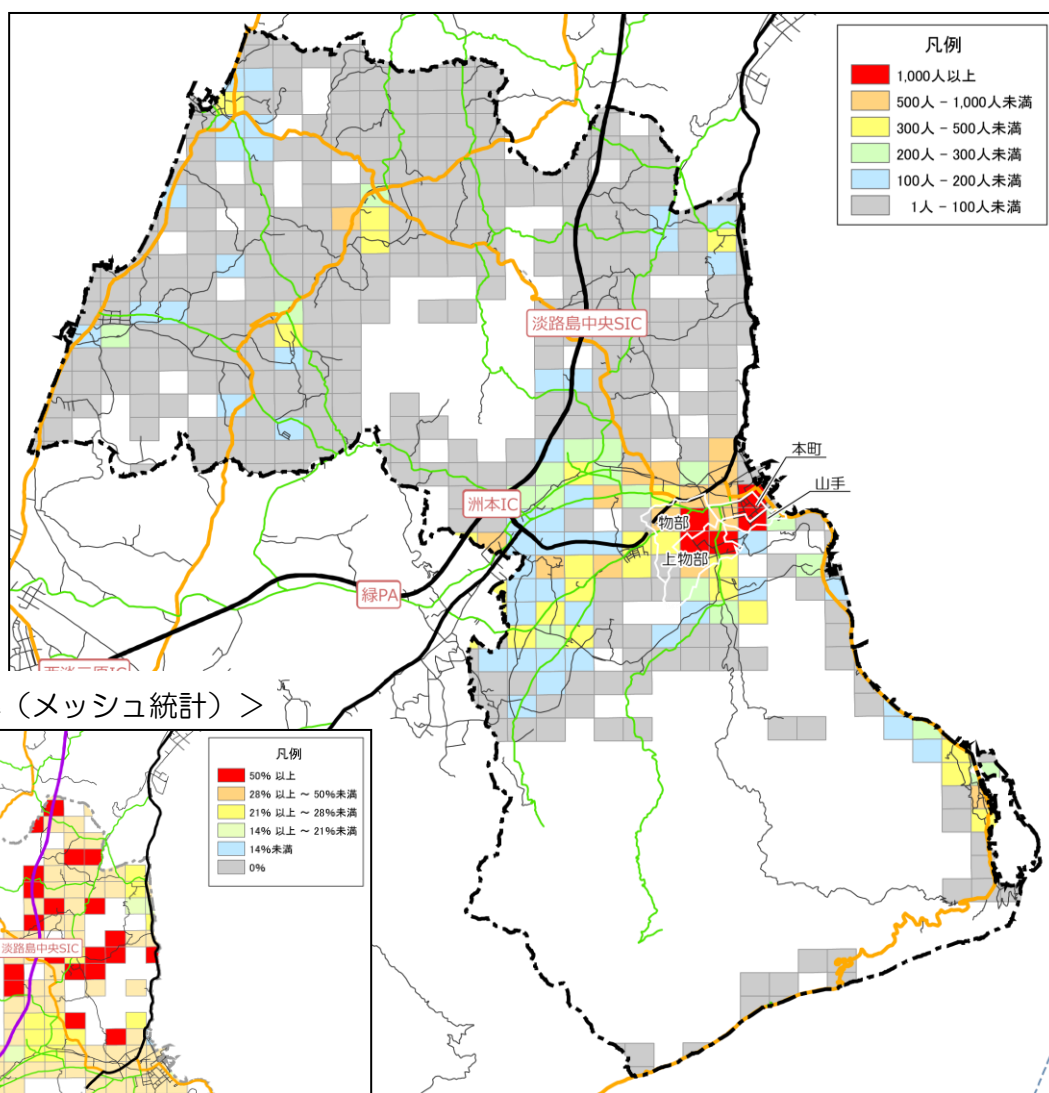 凡例
1,000人以上
500人 - 1,000人未満
300人 - 500人未満
200人 - 300人未満
100人 - 200人未満
1人 - 100人未満
淡路島中央SIC
本町
山手
洲本IC
物部
上物部
緑PA
(メッシュ統計)>
凡例
50% 以上
28% 以上 ～ 50%未満
21% 以上 ～ 28%未満
14% 以上 ～ 21%未満
14%未満
0%
淡路島中央SIC